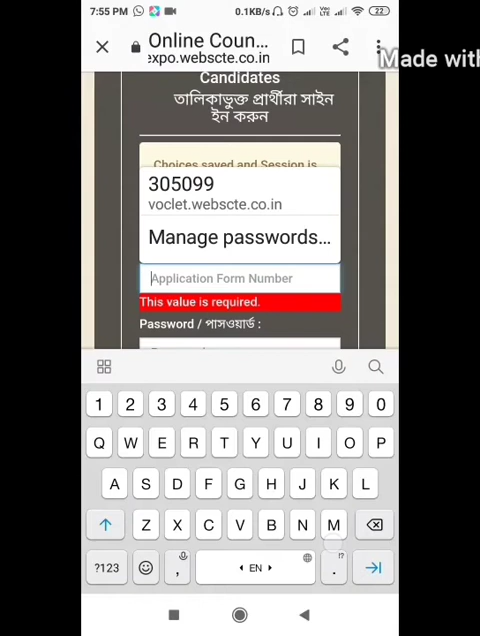 7:55 PM 0.1KB/s Vo) LTE 22
Online Coun...
expo.webscte.co.in
Made with
Candidates
তালিকাভুক্ত প্রার্থীরা সাইন
ইন করুন
Choices saved and Session is
305099
voclet.webscte.co.in
Manage passwords...
Application Form Number
This value is required.
Password / পাসওয়ার্ড :
1 2 3 4 5 6 7 8 9 0
Q W E R T Y U I O P
A S D F G H J K L
Z X C V B N M
?123 , EN . !?